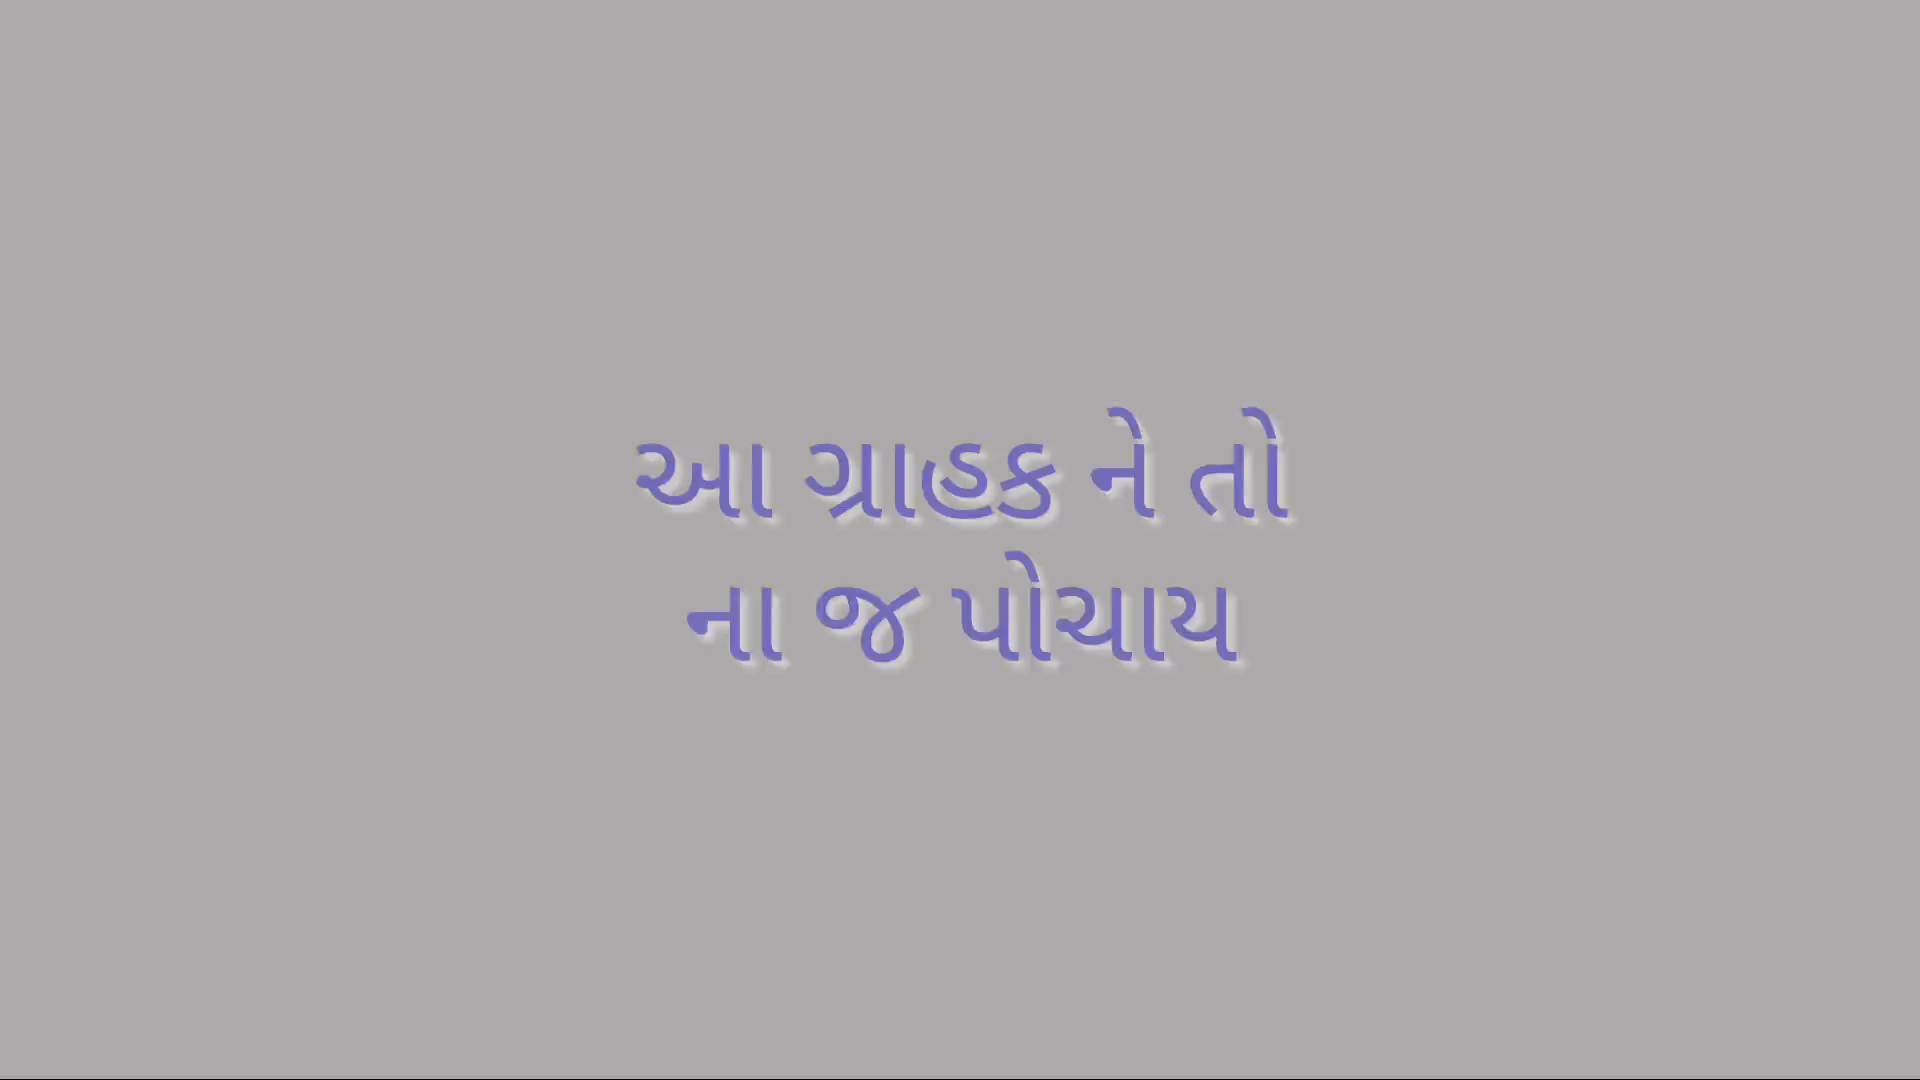 આ ગ્રાહક ને તો
ના જ પોચાય